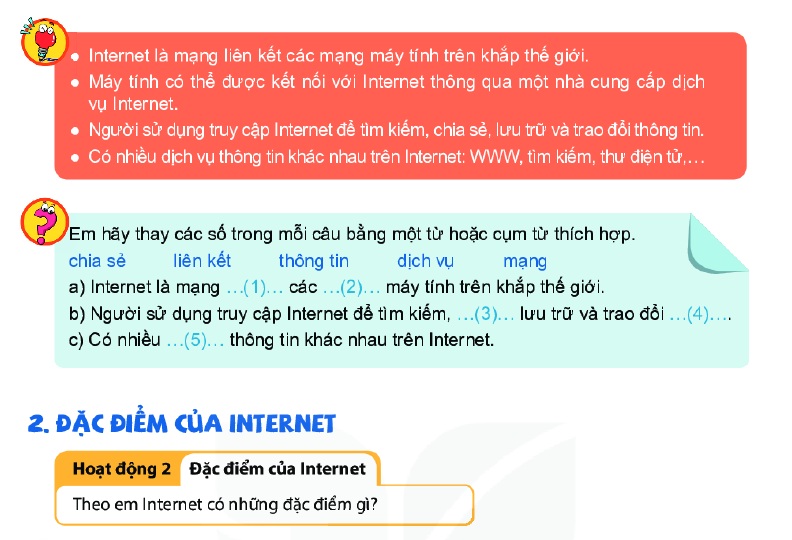 ● Internet là mạng liên kết các mạng máy tính trên khắp thế giới.
● Máy tính có thể được kết nối với Internet thông qua một nhà cung cấp dịch
vụ Internet.
● Người sử dụng truy cập Internet để tìm kiếm, chia sẻ, lưu trữ và trao đổi thông tin.
● Có nhiều dịch vụ thông tin khác nhau trên Internet: WWW, tìm kiếm, thư điện tử,…
Em hãy thay các số trong mỗi câu bằng một từ hoặc cụm từ thích hợp.
chia sẻ liên kết thông tin dịch vụ mạng
a) Internet là mạng …(1)… các …(2)… máy tính trên khắp thế giới.
b) Người sử dụng truy cập Internet để tìm kiếm, …(3)… lưu trữ và trao đổi …(4)….
c) Có nhiều …(5)… thông tin khác nhau trên Internet.
2. ĐẶC ĐIỂM CỦA INTERNET
Hoạt động 2 Đặc điểm của Internet
Theo em Internet có những đặc điểm gì?